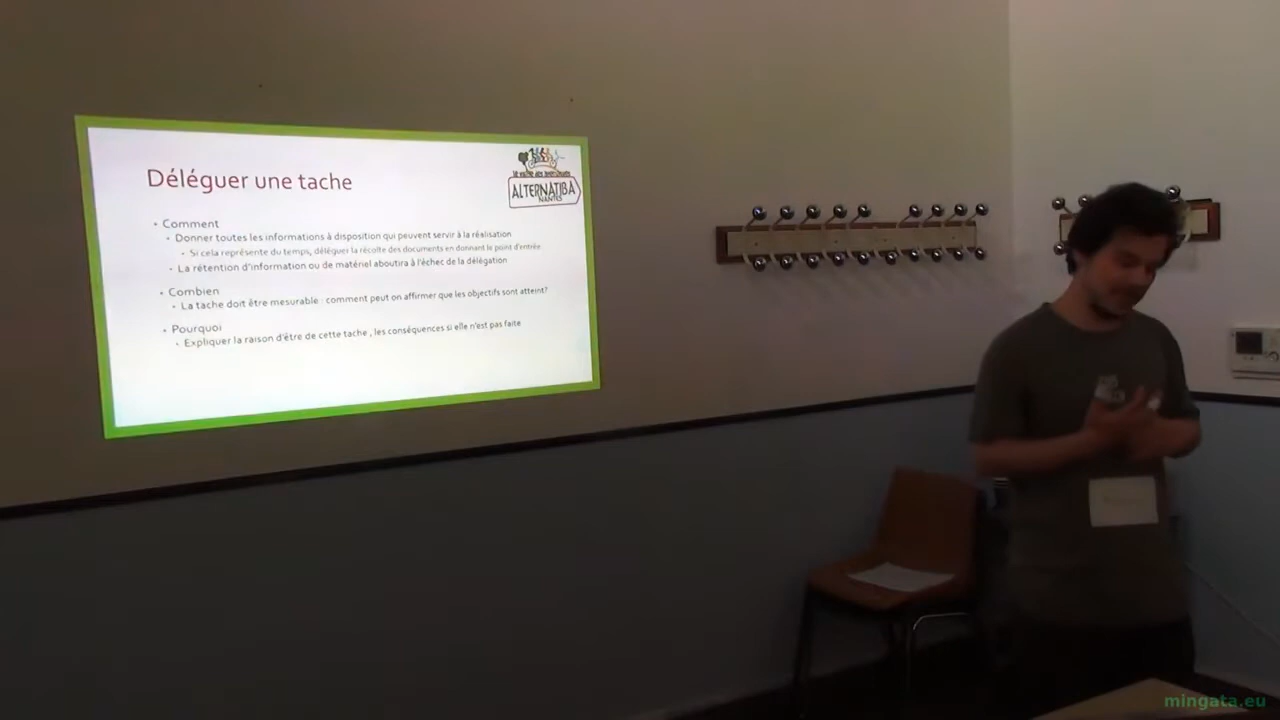 Déléguer une tache
ALTERNATIBA
NANTES
• Comment
• Donner toutes les informations à disposition qui peuvent servir à la réalisation
• Si cela représente du temps, déléguer la récolte des documents en donnant le point d'entrée
• La rétention d'information ou de matériel aboutira à l'échec de la délégation
• Combien
• La tache doit être mesurable : comment peut on affirmer que les objectifs sont atteint?
• Pourquoi
• Expliquer la raison d'être de cette tache , les conséquences si elle n'est pas faite
mingata.eu